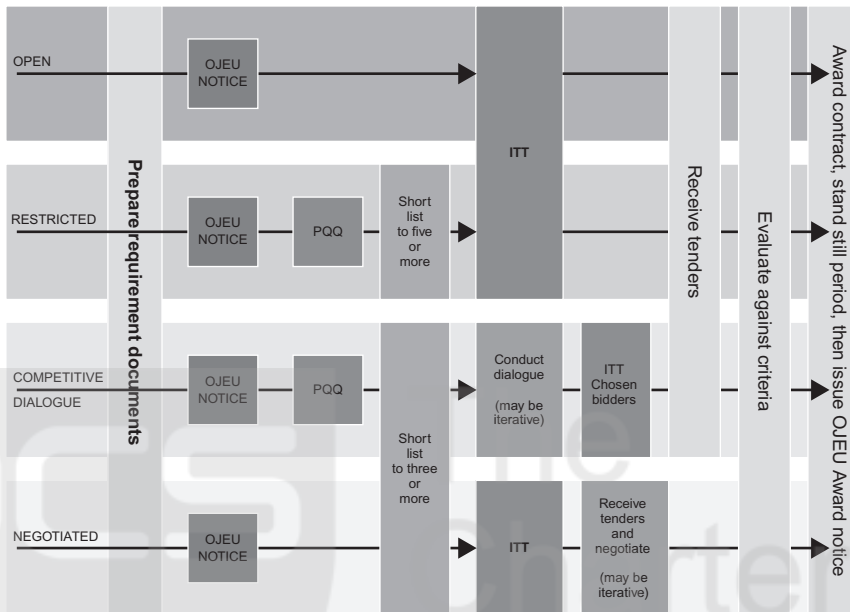 OPEN
OJEU
NOTICE
ITT
RESTRICTED
OJEU
NOTICE
PQQ
Short
list
to five
or
more
Prepare requirement documents
COMPETITIVE
DIALOGUE
OJEU
NOTICE
PQQ
Short
list
to three
or
more
Conduct
dialogue
(may be
iterative)
ITT
Chosen
bidders
NEGOTIATED
OJEU
NOTICE
ITT
Receive
tenders
and
negotiate
(may be
iterative)
Receive tenders
Evaluate against criteria
Award contract, stand still period, then issue OJEU Award notice
CS
The
Charter